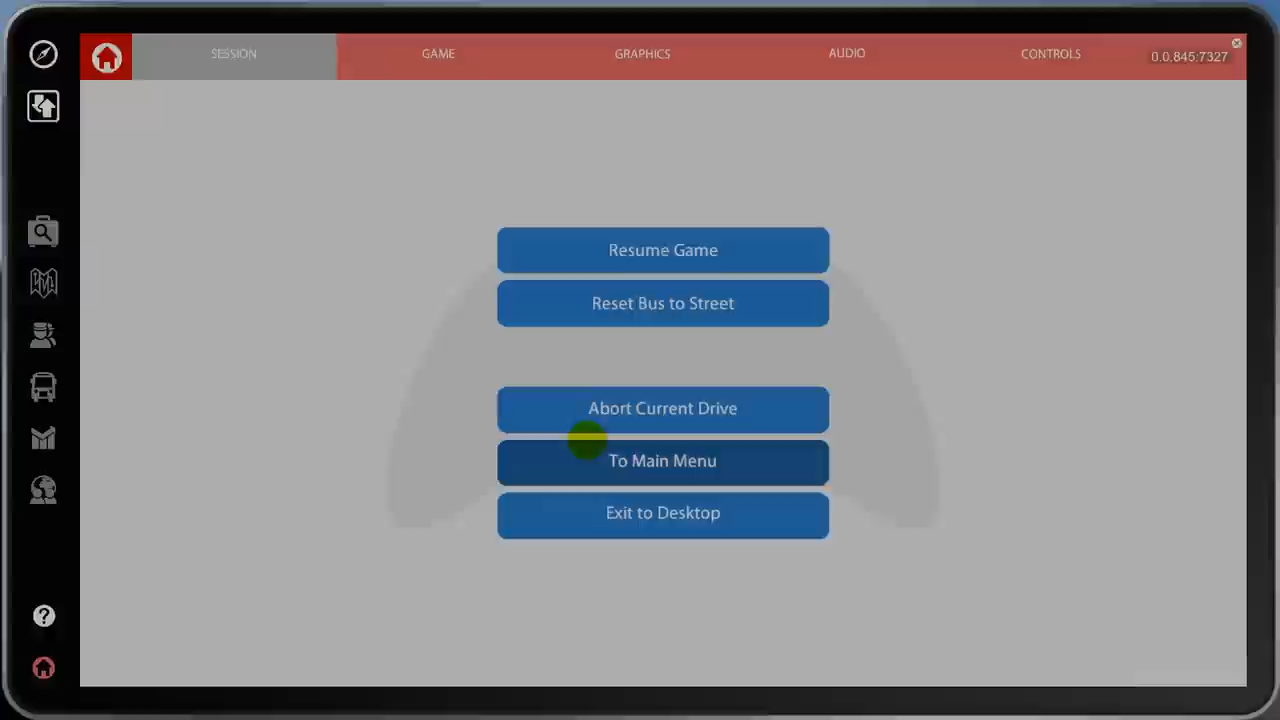 SESSION
GAME
GRAPHICS
AUDIO
CONTROLS
0.0.845:7327
Resume Game
Reset Bus to Street
Abort Current Drive
To Main Menu
Exit to Desktop